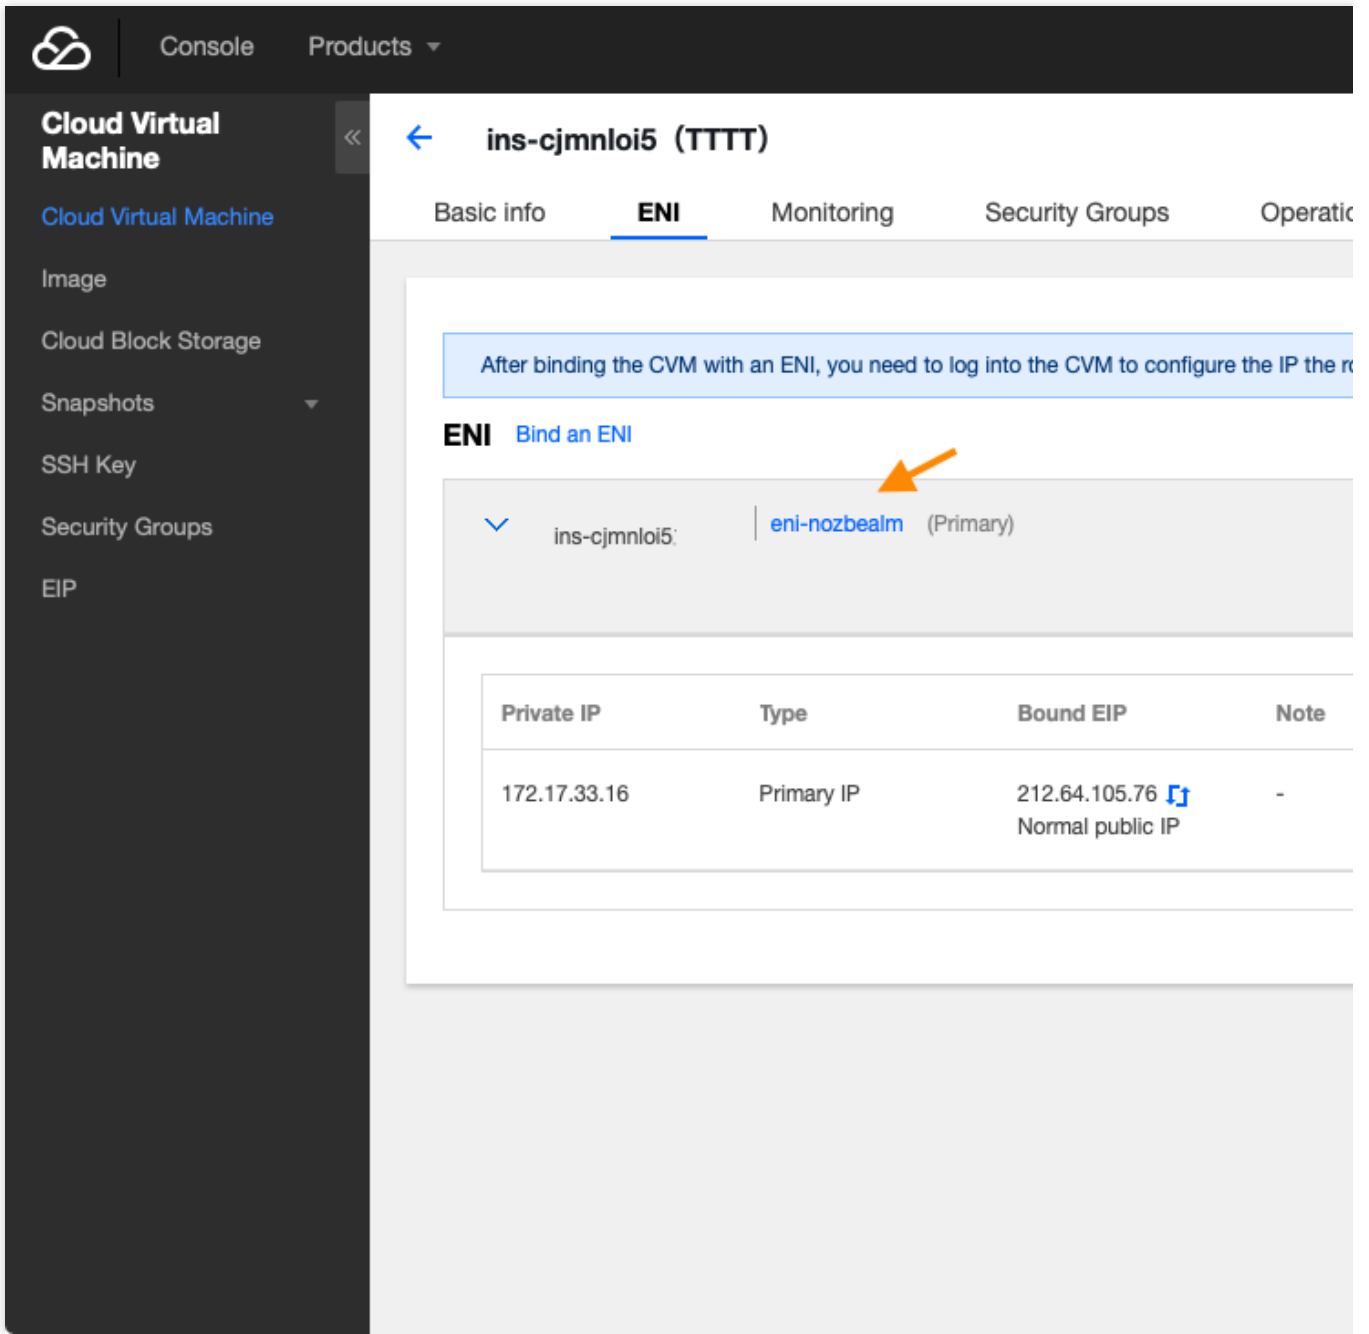 Console Products
Cloud Virtual
Machine
Cloud Virtual Machine
Image
Cloud Block Storage
Snapshots
SSH Key
Security Groups
EIP
ins-cjmnloi5 (TTTT)
Basic info ENI Monitoring Security Groups
After binding the CVM with an ENI, you need to log into the CVM to configure the IP the
ENI Bind an ENI
ins-cjmnloi5 eni-nozbealm (Primary)
Private IP Type Bound EIP Note
172.17.33.16 Primary IP 212.64.105.76 -
Normal public IP